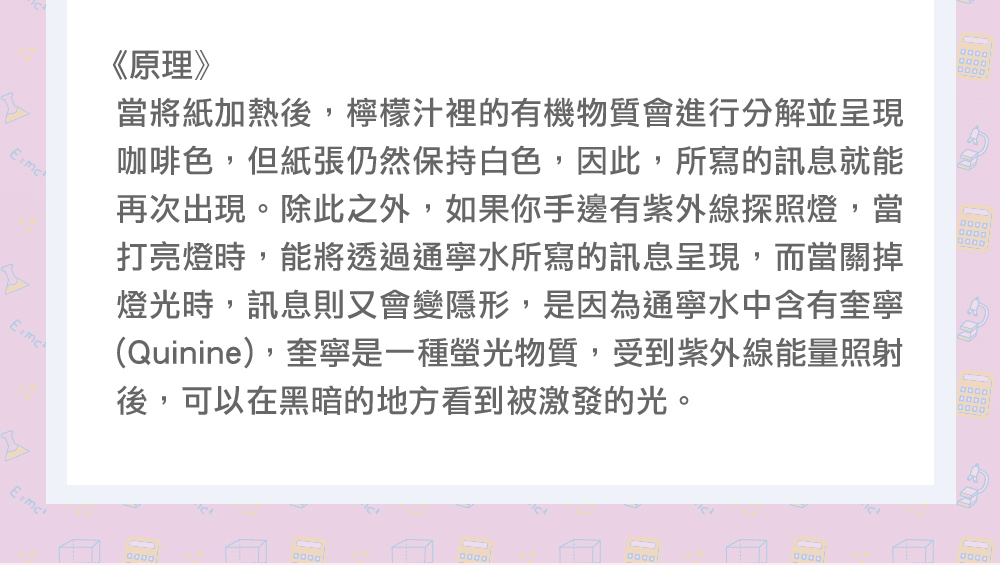 《原理》
當將紙加熱後，檸檬汁裡的有機物質會進行分解並呈現
咖啡色，但紙張仍然保持白色，因此，所寫的訊息就能
再次出現。除此之外，如果你手邊有紫外線探照燈，當
打亮燈時，能將透過通寧水所寫的訊息呈現，而當關掉
燈光時，訊息則又會變隱形，是因為通寧水中含有奎寧
(Quinine)，奎寧是一種螢光物質，受到紫外線能量照射
後，可以在黑暗的地方看到被激發的光。